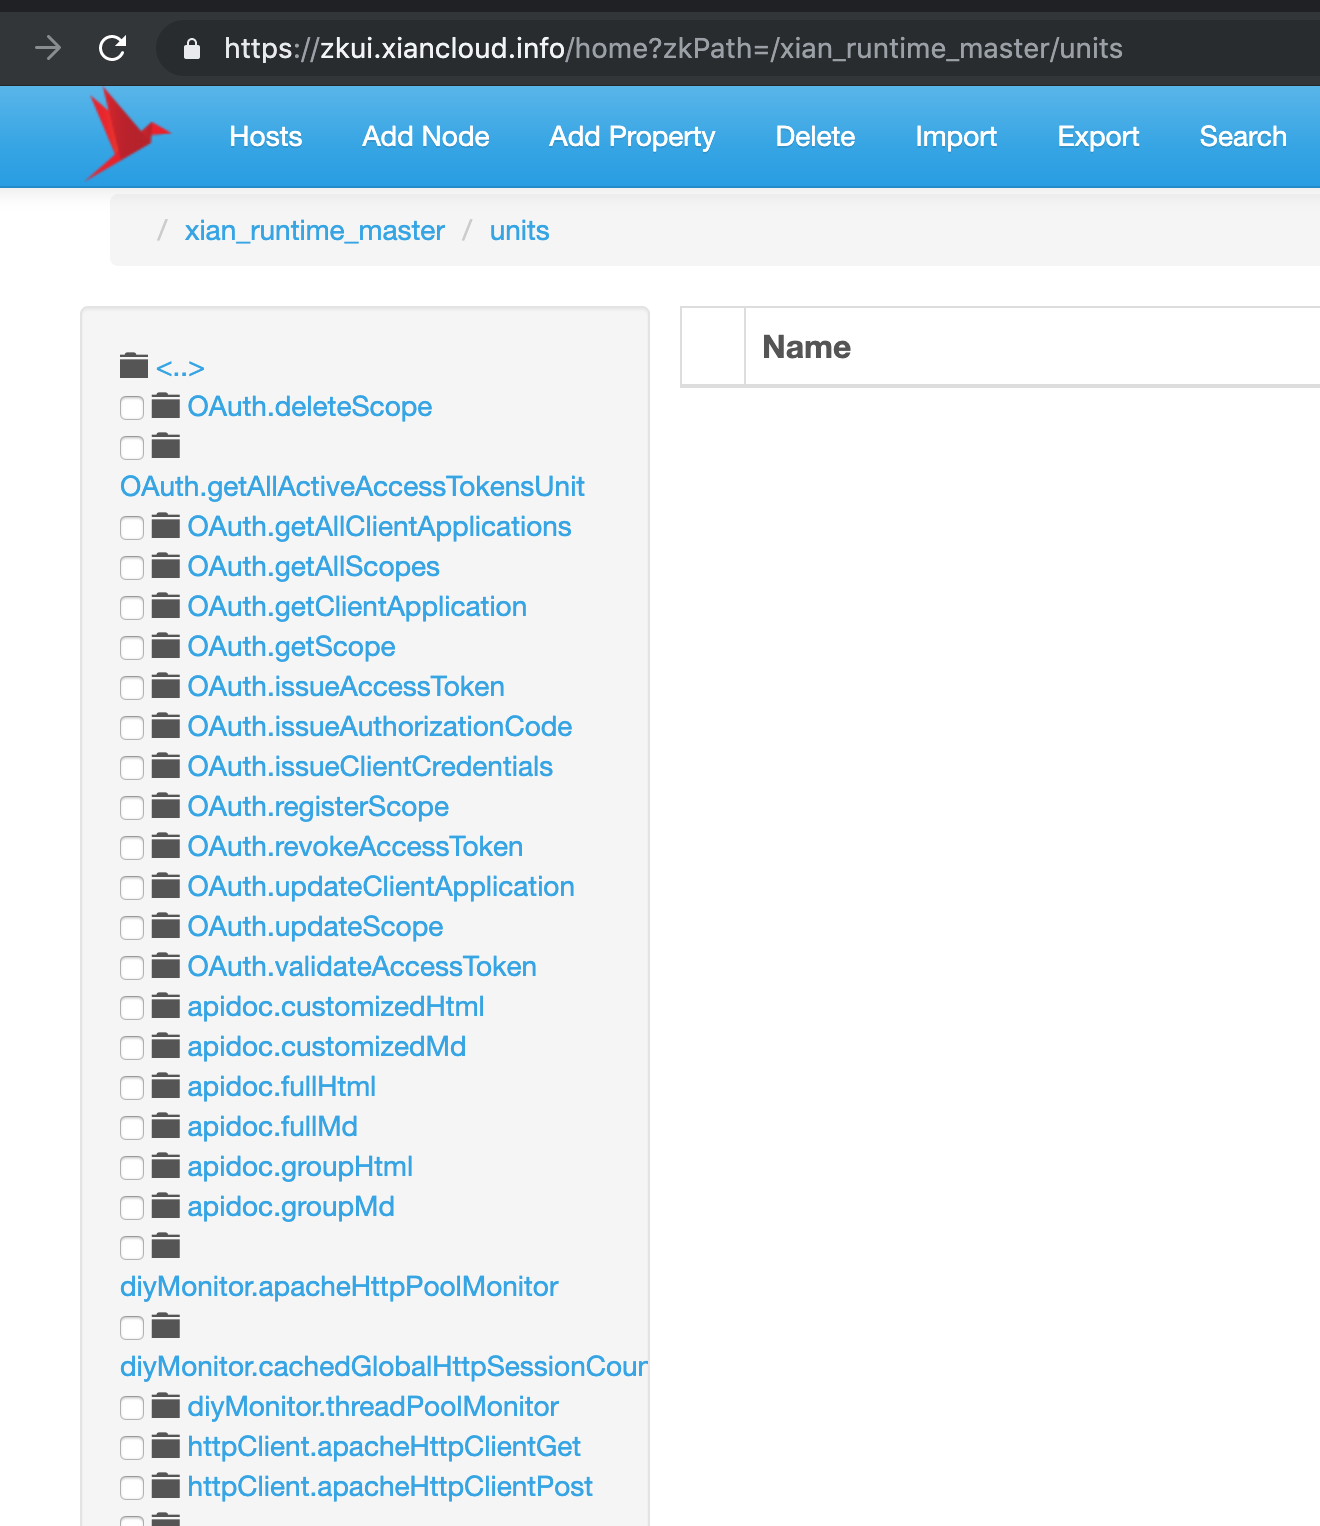 https://zkui.xiancloud.info/home?zkPath=/xian_runtime_master/units
Hosts Add Node Add Property Delete Import Export Search
/ xian_runtime_master / units
<..>
Name
OAuth.deleteScope
OAuth.getAllActiveAccessTokensUnit
OAuth.getAllClientApplications
OAuth.getAllScopes
OAuth.getClientApplication
OAuth.getScope
OAuth.issueAccessToken
OAuth.issueAuthorizationCode
OAuth.issueClientCredentials
OAuth.registerScope
OAuth.revokeAccessToken
OAuth.updateClientApplication
OAuth.updateScope
OAuth.validateAccessToken
apidoc.customizedHtml
apidoc.customizedMd
apidoc.fullHtml
apidoc.fullMd
apidoc.groupHtml
apidoc.groupMd
diyMonitor.apacheHttpPoolMonitor
diyMonitor.cachedGlobalHttpSessionCour
diyMonitor.threadPoolMonitor
httpClient.apacheHttpClientGet
httpClient.apacheHttpClientPost